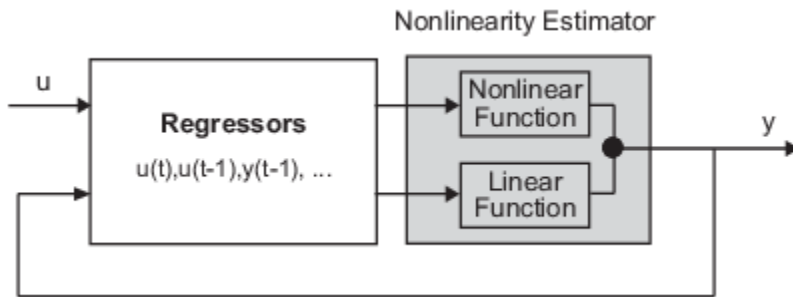 Nonlinearity Estimator
u
Regressors
u(t),u(t-1),y(t-1), ...
Nonlinear
Function
Linear
Function
y